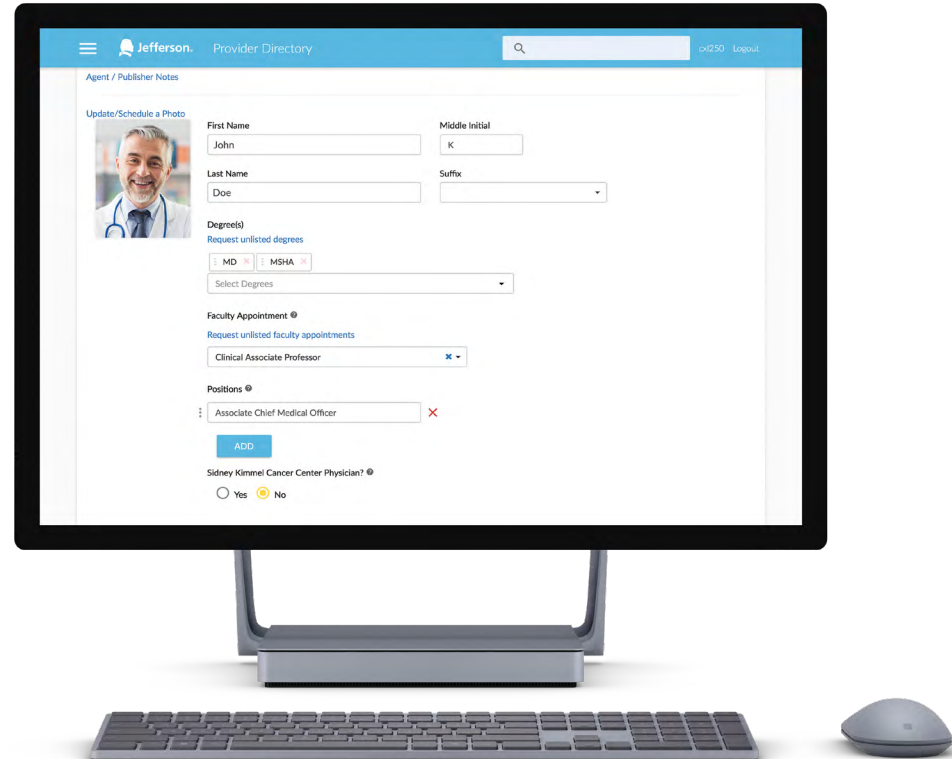 Jefferson. Provider Directory cxl250 Logout
Agent / Publisher Notes
Update/Schedule a Photo
First Name Middle Initial
John K
Last Name Suffix
Doe
Degree(s)
Request unlisted degrees
MD MSHA
Select Degrees
Faculty Appointment
Request unlisted faculty appointments
Clinical Associate Professor
Positions
Associate Chief Medical Officer
ADD
Sidney Kimmel Cancer Center Physician?
Yes No